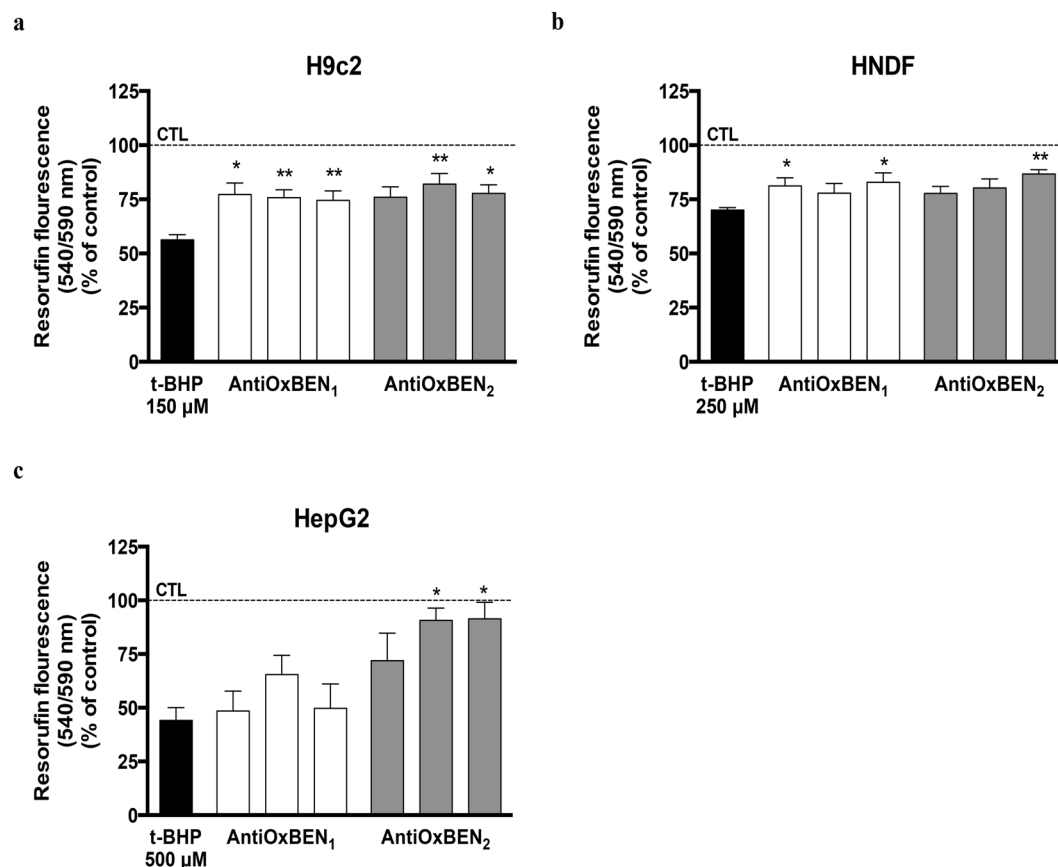 a
H9c2
Resorufin flourescence
(540/590 nm)
(% of control)
125
100
75
50
25
0
CTL
* ** ** ** *
t-BHP
150 µM
AntiOxBEN₁
AntiOxBEN₂
b
HNDF
Resorufin flourescence
(540/590 nm)
(% of control)
125
100
75
50
25
0
CTL
* * **
t-BHP
250 µM
AntiOxBEN₁
AntiOxBEN₂
c
HepG2
Resorufin flourescence
(540/590 nm)
(% of control)
125
100
75
50
25
0
CTL
* *
t-BHP
500 µM
AntiOxBEN₁
AntiOxBEN₂